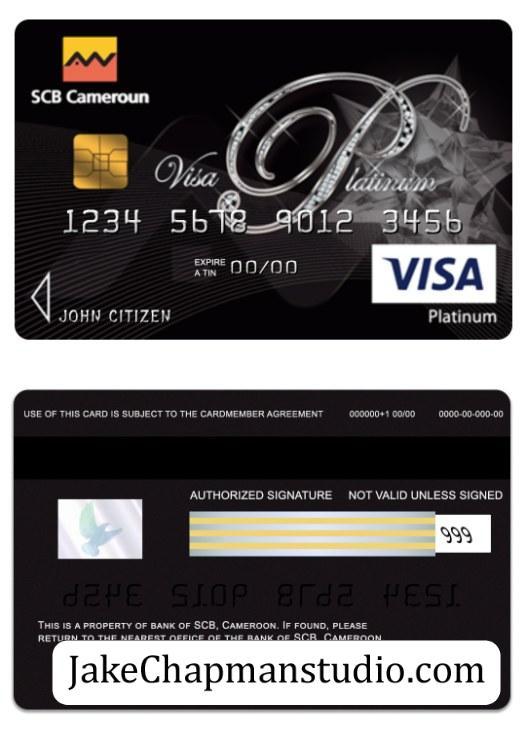 SCB Cameroun
Visa Platinum
1234 5678 9012 3456
EXPIRE
A TIN
00/00
VISA
JOHN CITIZEN
Platinum
USE OF THIS CARD IS SUBJECT TO THE CARDMEMBER AGREEMENT 000000+1 00/00 0000-00-000-00
AUTHORIZED SIGNATURE NOT VALID UNLESS SIGNED
999
THIS IS A PROPERTY OF BANK OF SCB, CAMEROON. IF FOUND, PLEASE
RETURN TO THE NEAREST OFFICE OF THE BANK OF SCB, CAMEROON
JakeChapmanstudio.com